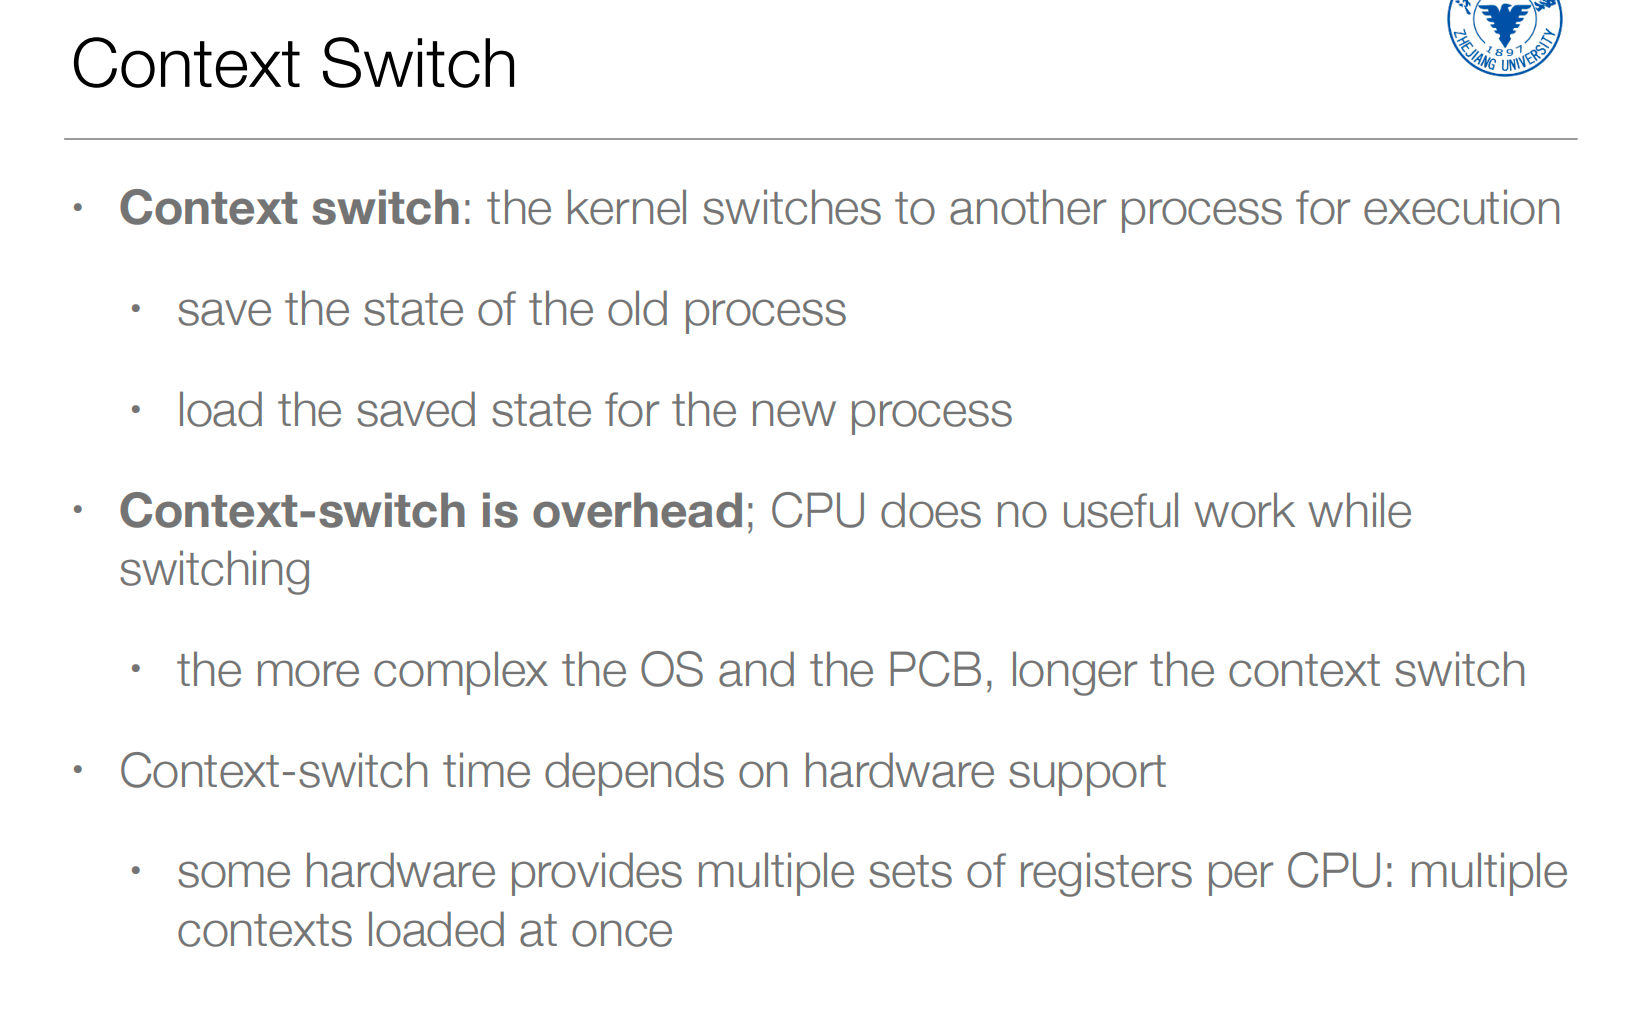 Context Switch
ZHEJIANG UNIVERSITY
1897
• Context switch: the kernel switches to another process for execution
• save the state of the old process
• load the saved state for the new process
• Context-switch is overhead; CPU does no useful work while
switching
• the more complex the OS and the PCB, longer the context switch
• Context-switch time depends on hardware support
• some hardware provides multiple sets of registers per CPU: multiple
contexts loaded at once